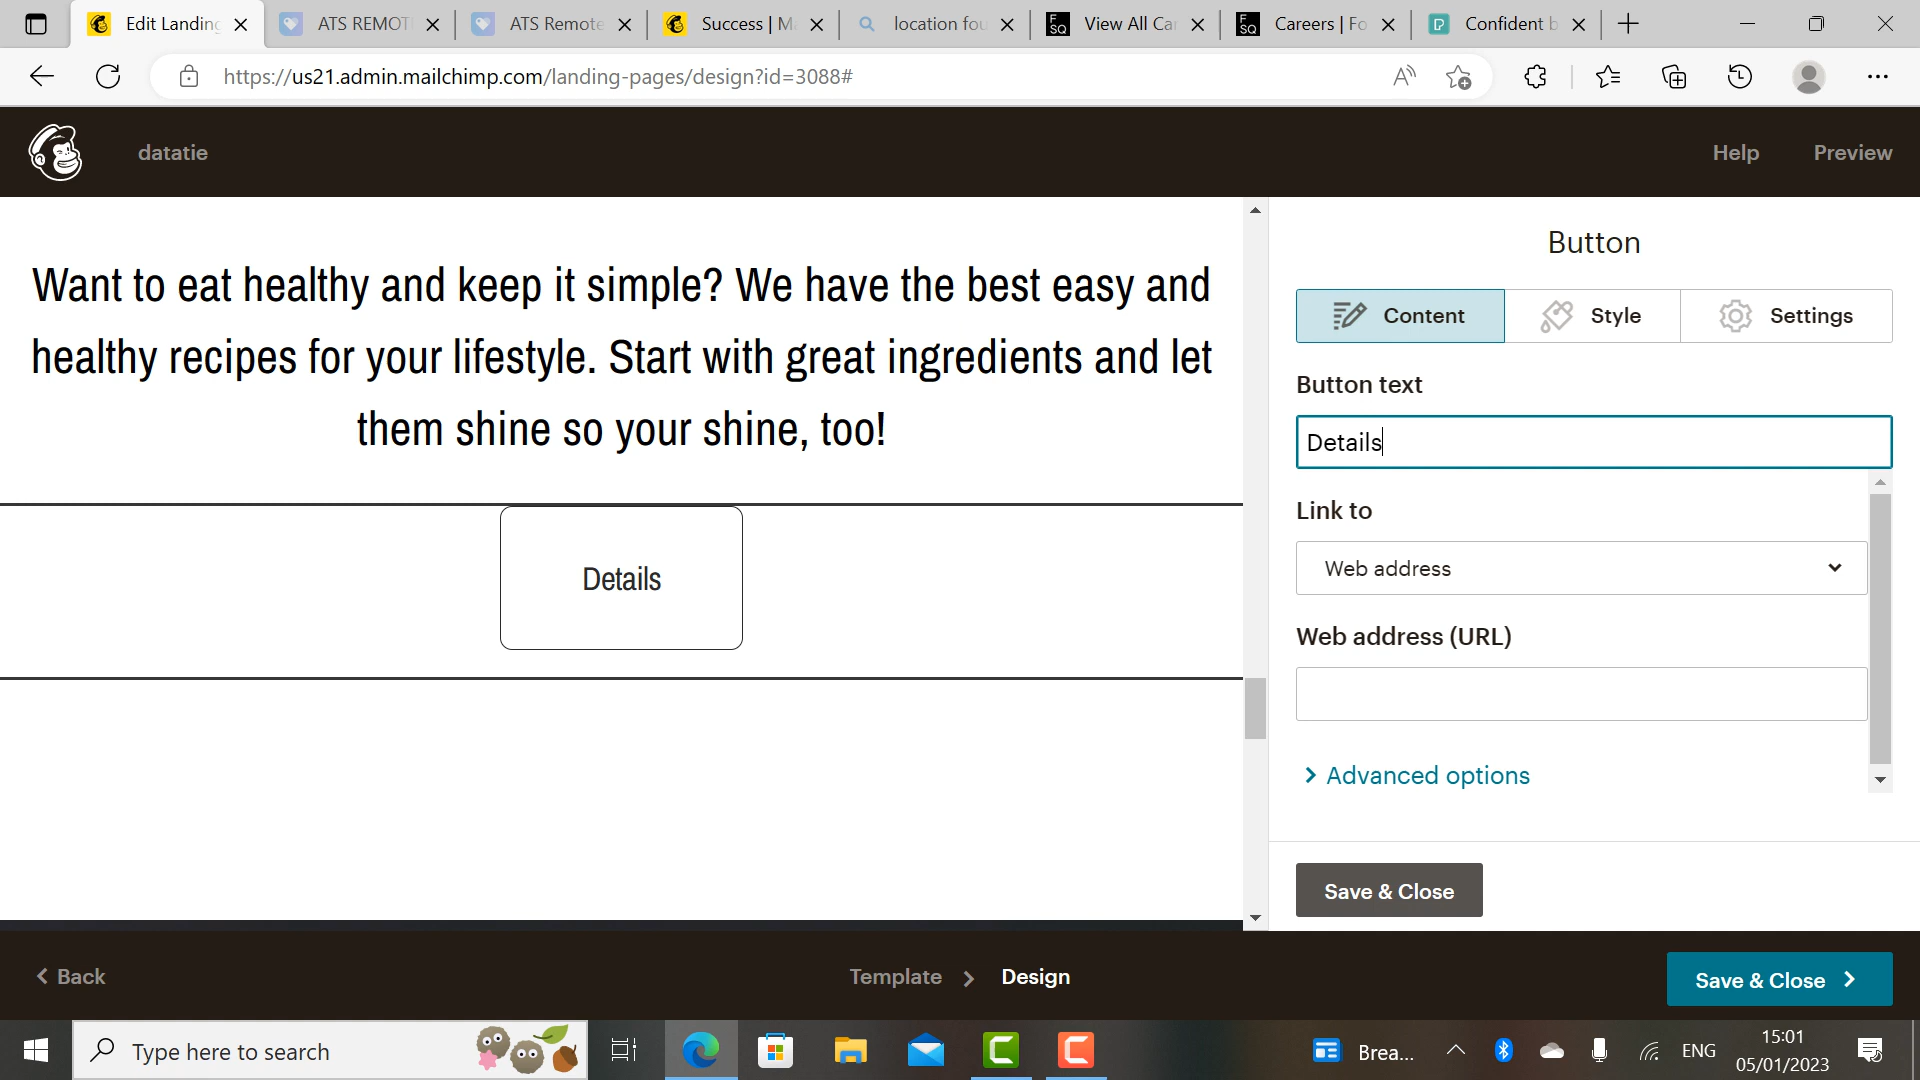 Edit Landing
ATS REMOT
ATS Remote
Success | M
location fou
F SQ
View All Ca
F SQ
Careers | Fo
Confident b
https://us21.admin.mailchimp.com/landing-pages/design?id=3088#
datatie
Help
Preview
Want to eat healthy and keep it simple? We have the best easy and
healthy recipes for your lifestyle. Start with great ingredients and let
them shine so your shine, too!
Details
Button
Content
Style
Settings
Button text
Details
Link to
Web address
Web address (URL)
Advanced options
Save & Close
Back
Template
Design
Save & Close
Type here to search
Brea...
ENG
15:01
05/01/2023